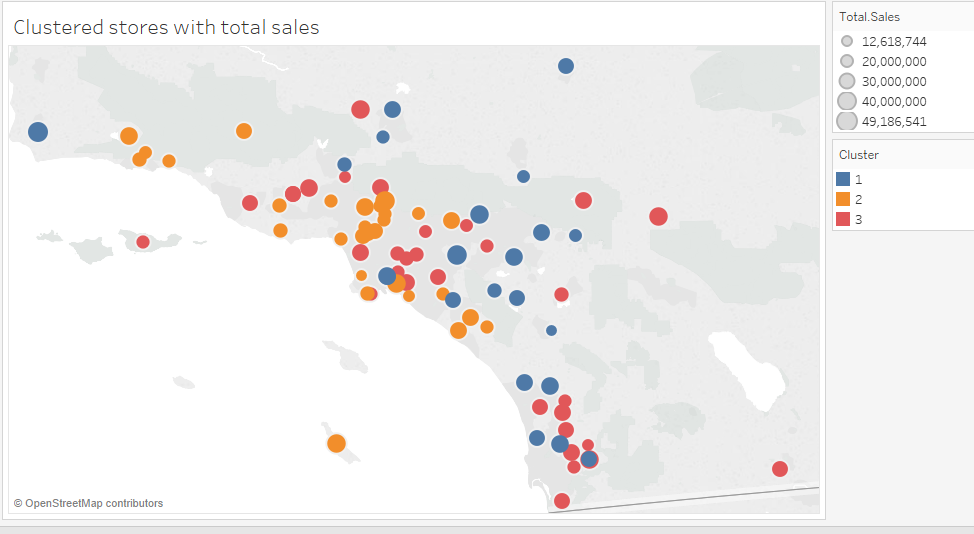 Clustered stores with total sales
© OpenStreetMap contributors
Total.Sales
12,618,744
20,000,000
30,000,000
40,000,000
49,186,541
Cluster
1
2
3